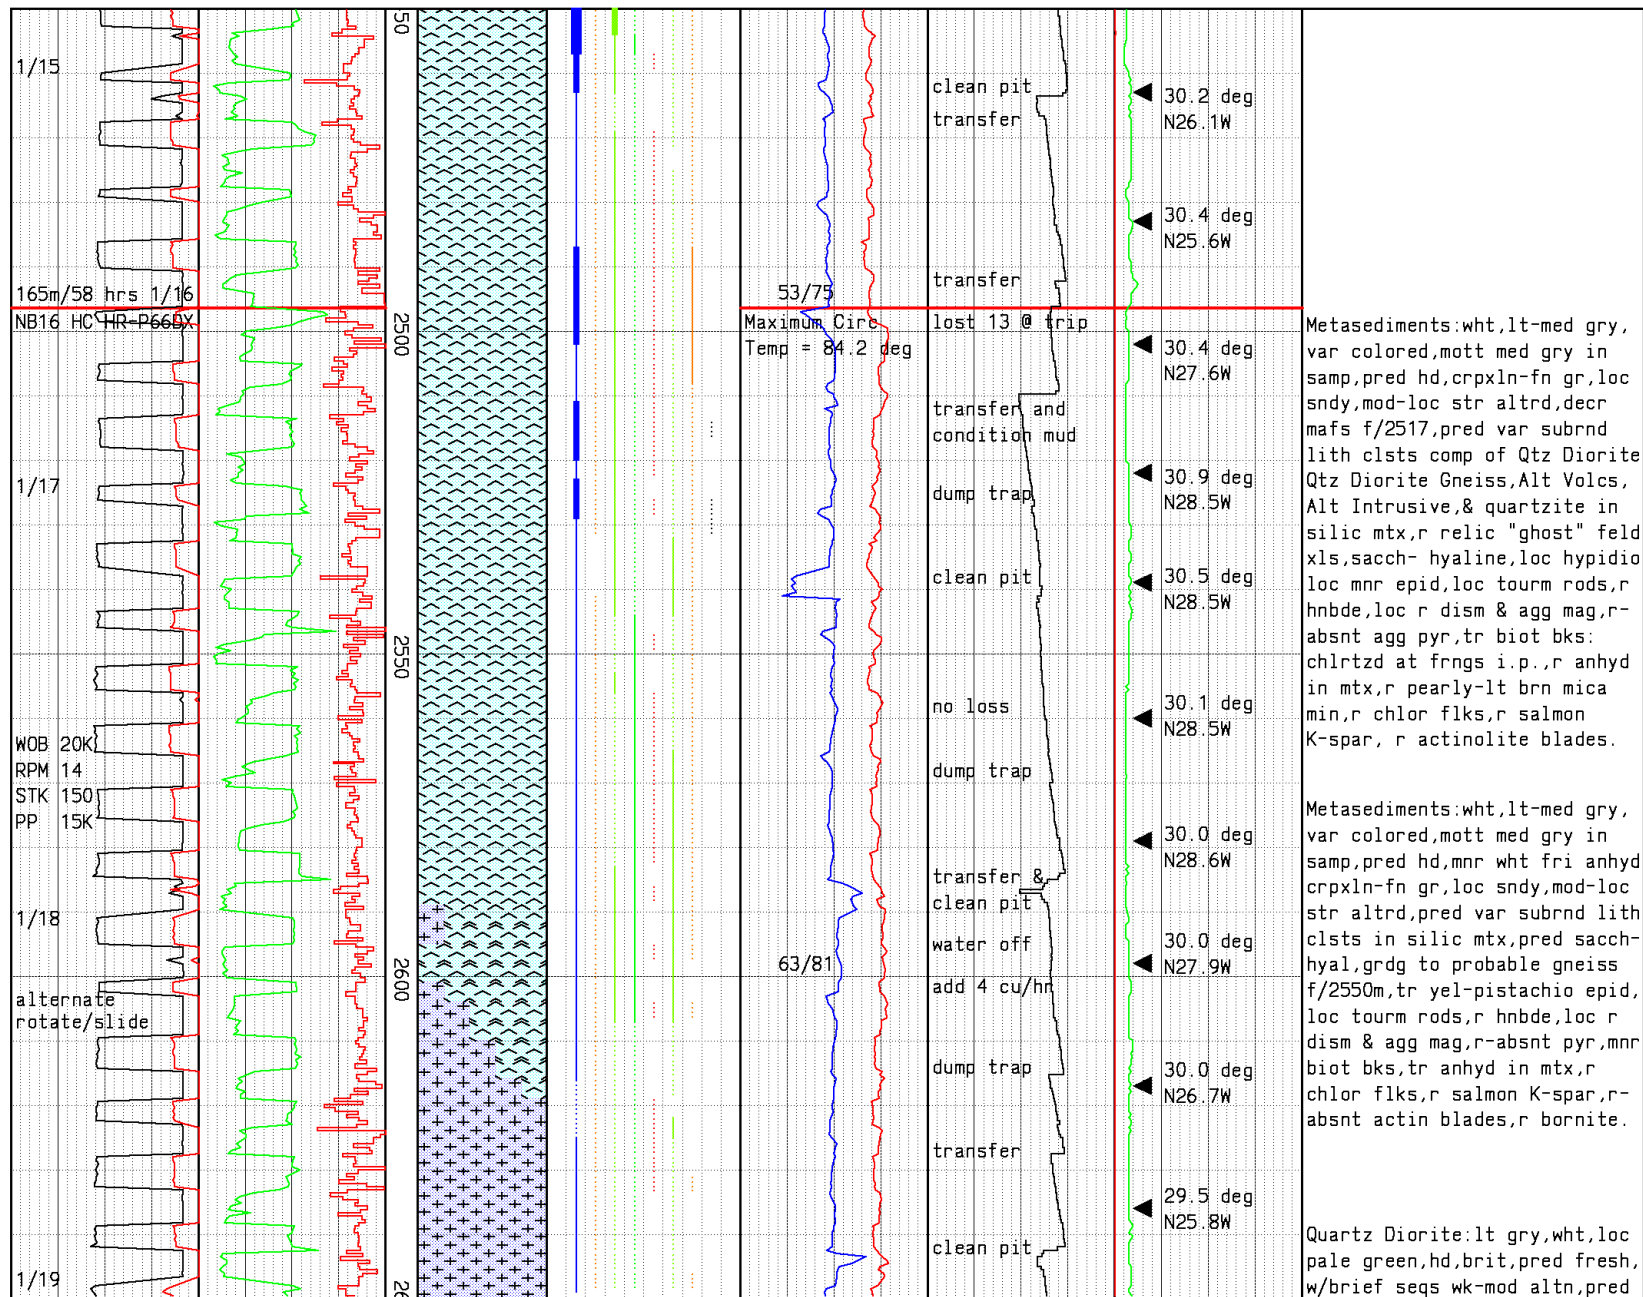 1/15
165m/58 hrs 1/16
NB16 HC HR-P66DX
1/17
WOB 20K
RPM 14
STK 150
PP 15K
1/18
alternate
rotate/slide
1/19
50
2500
2550
2600
26
53/75
Maximum Circ
Temp = 84.2 deg
63/81
clean pit
transfer
transfer
lost 13 @ trip
transfer and
condition mud
dump trap
clean pit
no loss
dump trap
transfer &
clean pit
water off
add 4 cu/hr
dump trap
transfer
clean pit
30.2 deg
N26.1W
30.4 deg
N25.6W
30.4 deg
N27.6W
30.9 deg
N28.5W
30.5 deg
N28.5W
30.1 deg
N28.5W
30.0 deg
N28.6W
30.0 deg
N27.9W
30.0 deg
N26.7W
29.5 deg
N25.8W
Metasediments:wht,lt-med gry,
var colored,mott med gry in
samp,pred hd,crpxln-fn gr,loc
sndy,mod-loc str altrd,decr
mafs f/2517,pred var subrnd
lith clsts comp of Qtz Diorite
Qtz Diorite Gneiss,Alt Volcs,
Alt Intrusive,& quartzite in
silic mtx,r relic "ghost" feld
xls,sacch- hyaline,loc hypidio
loc mnr epid,loc tourm rods,r
hnbde,loc r dism & agg mag,r-
absnt agg pyr,tr biot bks:
chlrtzd at frngs i.p.,r anhyd
in mtx,r pearly-lt brn mica
min,r chlor flks,r salmon
K-spar, r actinolite blades.
Metasediments:wht,lt-med gry,
var colored,mott med gry in
samp,pred hd,mnr wht fri anhyd
crpxln-fn gr,loc sndy,mod-loc
str altrd,pred var subrnd lith
clsts in silic mtx,pred sacch-
hyal,grdg to probable gneiss
f/2550m,tr yel-pistachio epid,
loc tourm rods,r hnbde,loc r
dism & agg mag,r-absnt pyr,mnr
biot bks,tr anhyd in mtx,r
chlor flks,r salmon K-spar,r-
absnt actin blades,r bornite.
Quartz Diorite:lt gry,wht,loc
pale green,hd,brit,pred fresh,
w/brief seqs wk-mod altn,pred